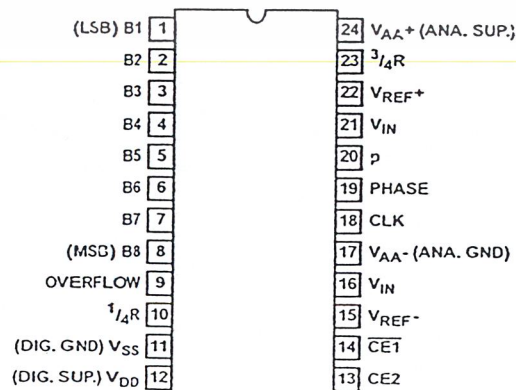 (LSB) B1 1
B2 2
B3 3
B4 4
B5 5
B6 6
B7 7
(MSB) B8 8
OVERFLOW 9
1/4R 10
(DIG. GND) VSS 11
(DIG. SUP.) VDD 12
24 VAA+ (ANA. SUP.)
23 3/4R
22 VREF+
21 VIN
20 p
19 PHASE
18 CLK
17 VAA- (ANA. GND)
16 VIN
15 VREF-
14 CE1
13 CE2